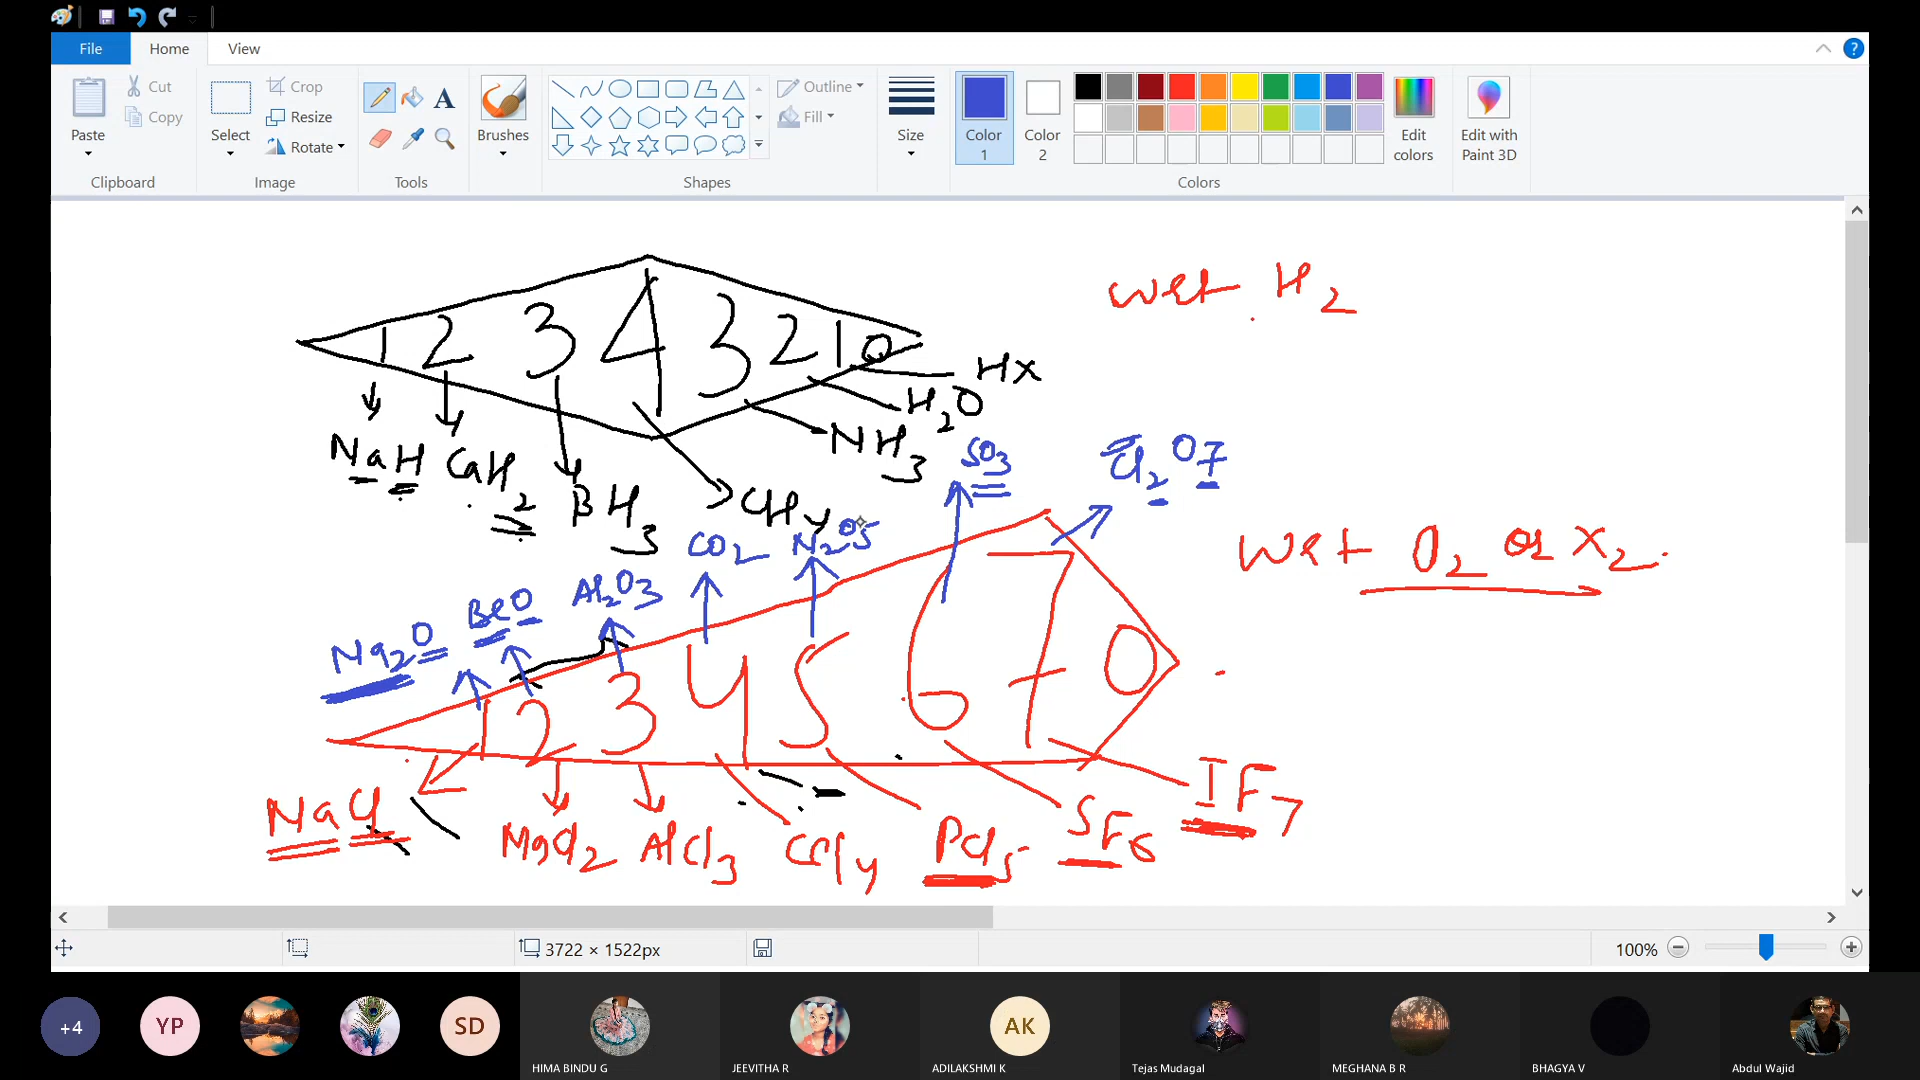 File Home View
Paste
Cut
Copy
Clipboard
Select
Crop
Resize
Rotate
Image
A
Tools
Brushes
Shapes
Outline
Fill
Size
Color 1
Color 2
Edit colors
Colors
Edit with Paint 3D
1 2 3 4 3 2 1 0
wrt H2
HX
H2O
NH3
NaH CaH2 BH3 CH4
SO3 Cl2O7
Na2O BeO Al2O3 CO2 N2O5
wrt O2 or X2.
1 2 3 4 5 6 7 0
NaCl MgCl2 AlCl3 CCl4 PCl5 SF6 IF7
3722 × 1522px
100%
+4 YP SD AK
HIMA BINDU G JEEVITHA R ADILAKSHMI K Tejas Mudagal MEGHANA B R BHAGYA V Abdul Wajid